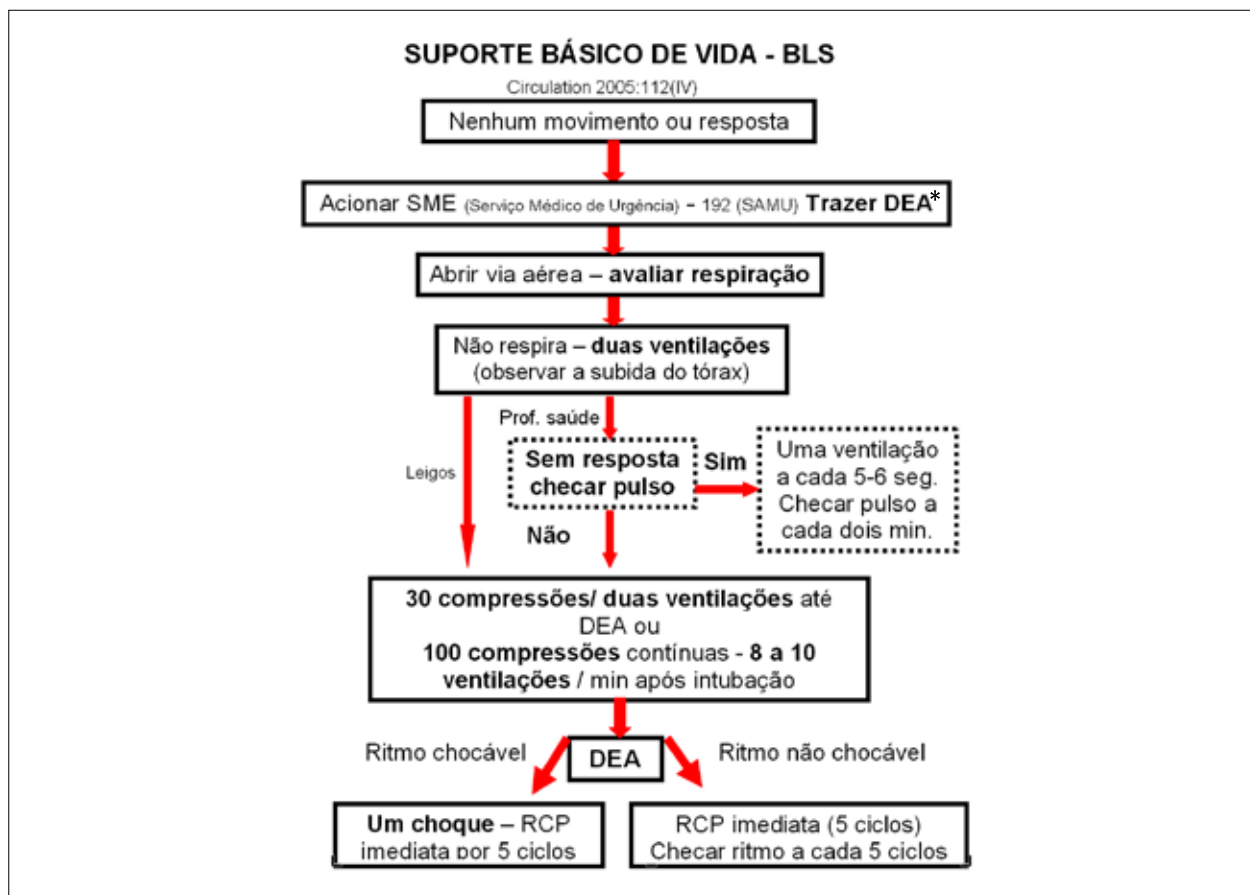 SUPORTE BÁSICO DE VIDA - BLS
Circulation 2005:112(IV)
Nenhum movimento ou resposta
Acionar SME (Serviço Médico de Urgência) – 192 (SAMU) Trazer DEA*
Abrir via aérea – avaliar respiração
Não respira – duas ventilações
(observar a subida do tórax)
Prof. saúde
Leigos
Sem resposta
checar pulso
Sim
Uma ventilação
a cada 5-6 seg.
Checar pulso a
cada dois min.
Não
30 compressões/ duas ventilações até
DEA ou
100 compressões contínuas - 8 a 10
ventilações / min após intubação
Ritmo chocável
DEA
Ritmo não chocável
Um choque – RCP
imediata por 5 ciclos
RCP imediata (5 ciclos)
Checar ritmo a cada 5 ciclos